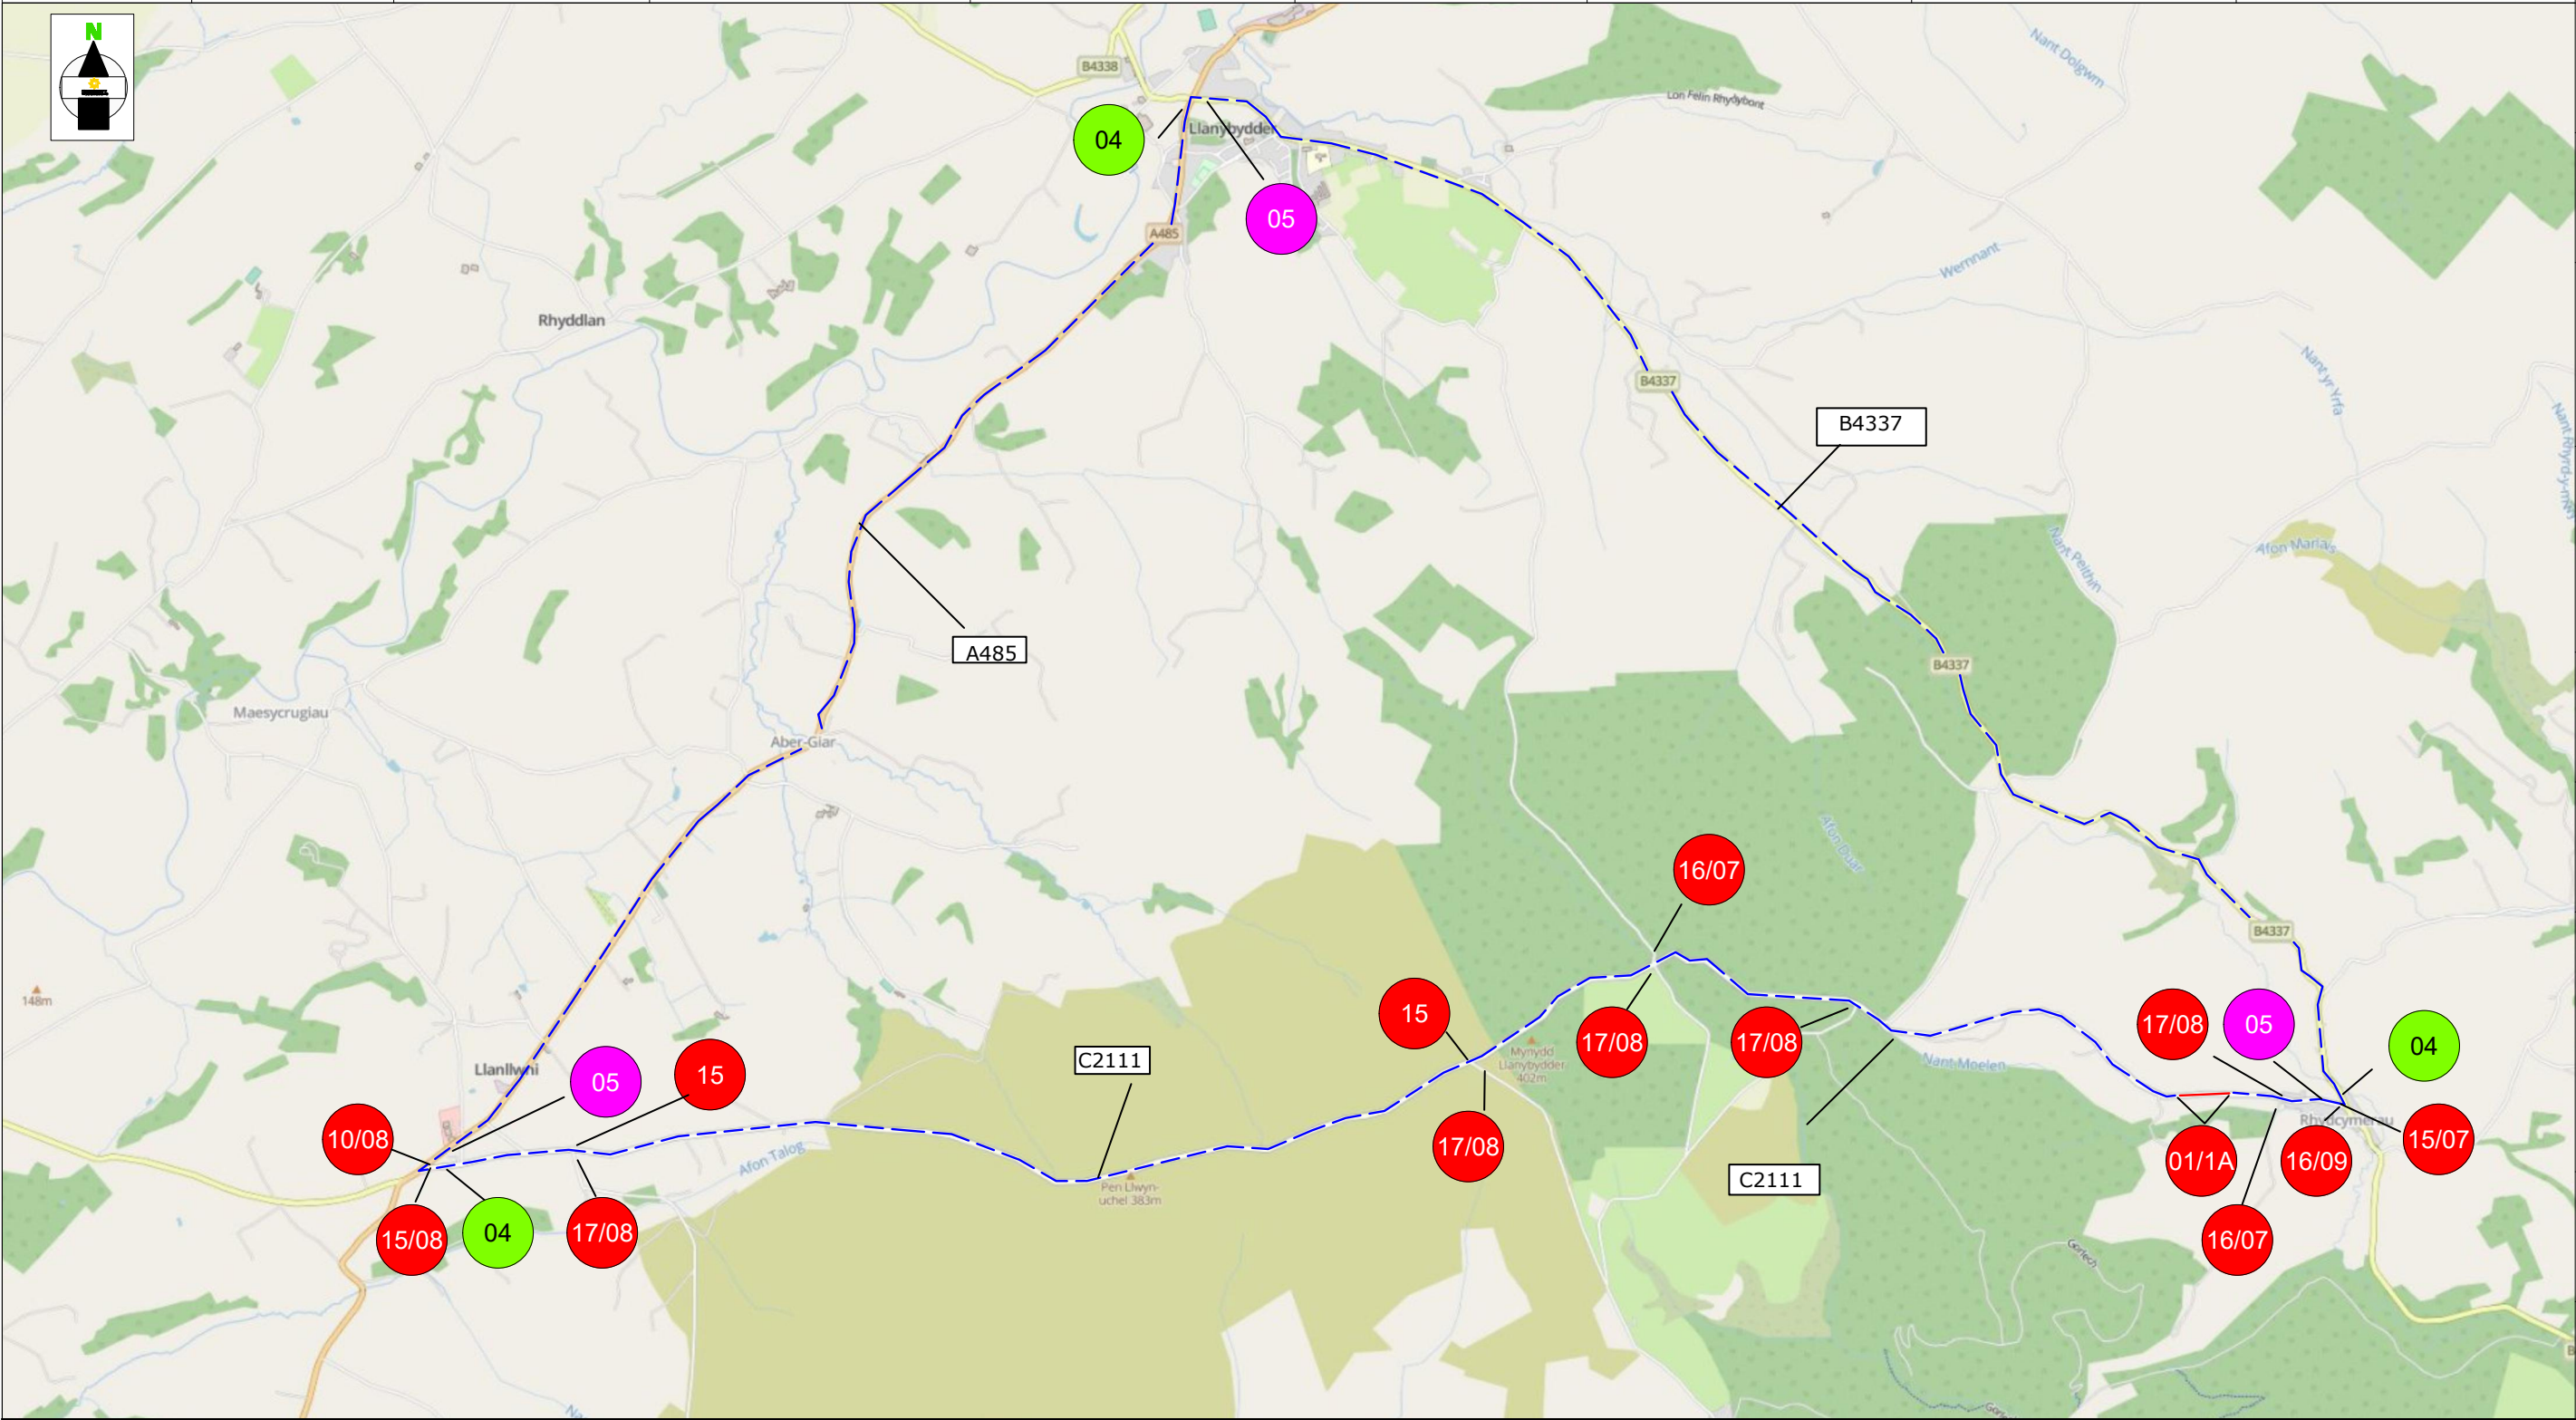 N
B4338
Nant Dolgwm
Lon Felin Rhydybont
04
Llanybydder
05
A485
Wernnant
Rhyddlan
B4337
Nant yr Yrfa
B4337
Afon Marlais
Nant Peithin
A485
B4337
Maesycrugiau
Aber-Giar
Afon Duar
16/07
B4337
148m
15
17/08
17/08
17/08
05
04
Mynydd
Llanybydder
402m
C2111
Nant Moelen
Llanllwni
05
15
10/08
Rhydcymerau
15/07
17/08
01/1A
16/09
Afon Talog
Pen Llwyn-
uchel 383m
C2111
15/08
04
17/08
16/07
Gorlech